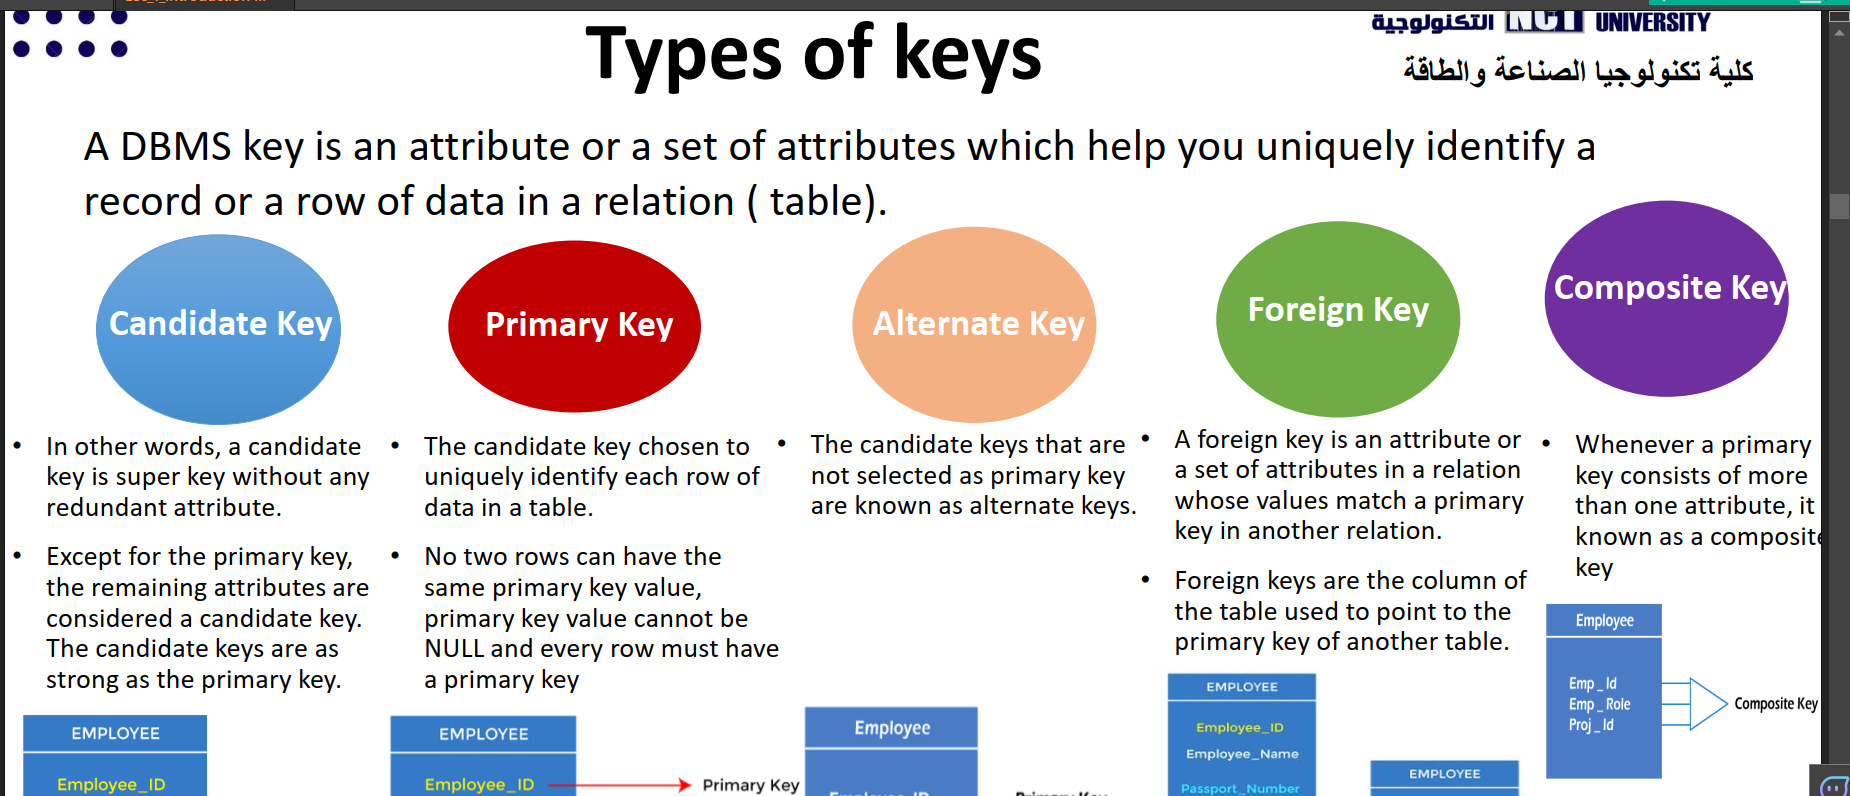 Types of keys
التكنولوجية NCT UNIVERSITY
كلية تكنولوجيا الصناعة والطاقة
A DBMS key is an attribute or a set of attributes which help you uniquely identify a
record or a row of data in a relation ( table).
Candidate Key
In other words, a candidate
key is super key without any
redundant attribute.
Except for the primary key,
the remaining attributes are
considered a candidate key.
The candidate keys are as
strong as the primary key.
EMPLOYEE
Employee_ID
Primary Key
The candidate key chosen to
uniquely identify each row of
data in a table.
No two rows can have the
same primary key value,
primary key value cannot be
NULL and every row must have
a primary key
EMPLOYEE
Employee_ID
Primary Key
Alternate Key
The candidate keys that are
not selected as primary key
are known as alternate keys.
Employee
Employee_ID
Primary Key
Foreign Key
A foreign key is an attribute or
a set of attributes in a relation
whose values match a primary
key in another relation.
Foreign keys are the column of
the table used to point to the
primary key of another table.
EMPLOYEE
Employee_ID
Employee_Name
Passport_Number
EMPLOYEE
Composite Key
Whenever a primary
key consists of more
than one attribute, it
known as a composite
key
Employee
Emp _ Id
Emp _ Role
Proj _ Id
Composite Key